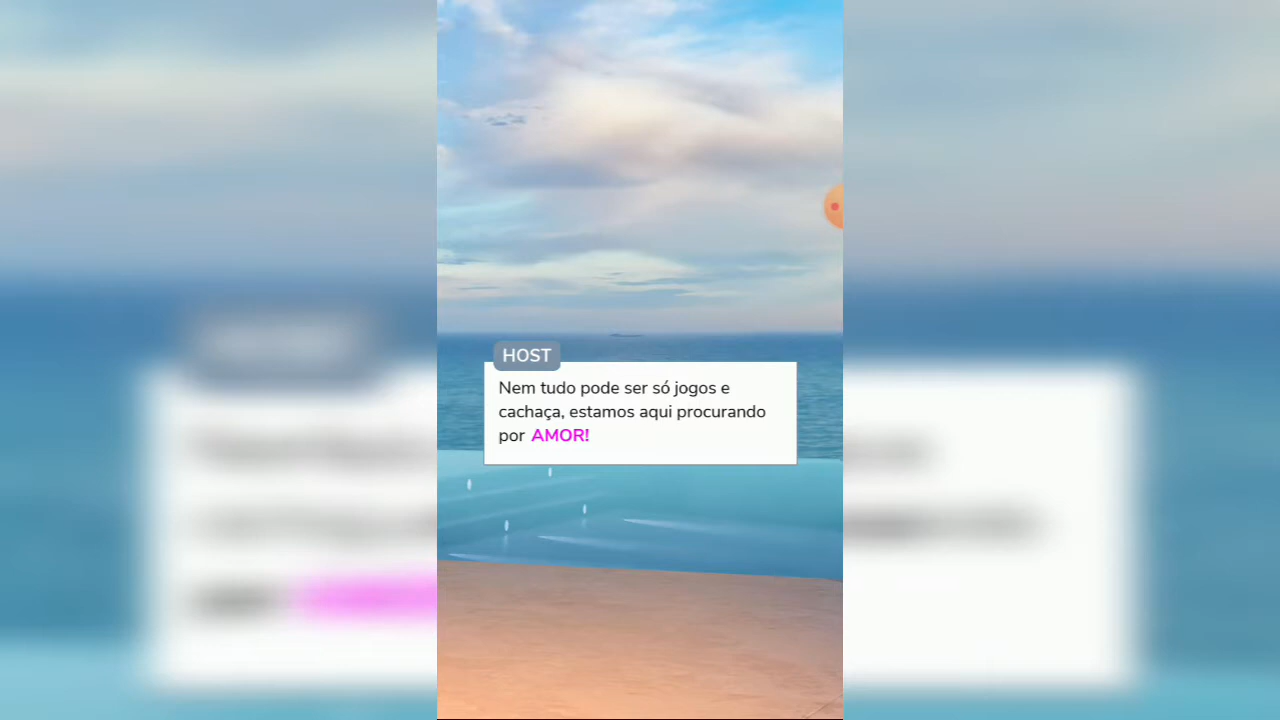 HOST
Nem tudo pode ser só jogos e
cachaça, estamos aqui procurando
por AMOR!